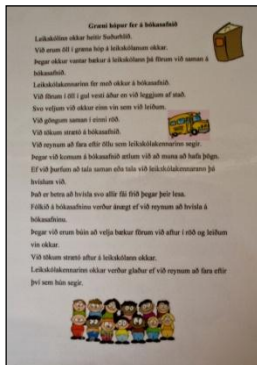 Græni hópur fer á bókasafnið
Leikskólinn okkar heitir Suðurhlíð.
Við erum öll í græna hóp á leikskólanum okkar.
Þegar okkur vantar bækur á leikskólann þá förum við saman á
bókasafnið.
Leikskólakennarinn fer með okkur á bókasafnið.
Við förum í öll í gul vesti áður en við leggjum af stað.
Svo veljum við okkur einn vin sem við leiðum.
Við göngum saman í einni röð.
Við tökum strætó á bókasafnið.
Við reynum að fara eftir öllu sem leikskólakennarinn segir.
Þegar við komum á bókasafnið ætlum við að muna að hafa þögn.
Ef við þurfum að tala saman eða tala við leikskólakennarann þá
hvíslum við.
Það er betra að hvísla svo allir fái frið þegar þeir lesa.
Fólkið á bókasafninu verður ánægt ef við reynum að hvísla á
bókasafninu.
Þegar við erum búin að velja bækur förum við aftur í röð og leiðum
vin okkar.
Við tökum strætó aftur á leikskólann okkar.
Leikskólakennarinn okkar verður glaður ef við reynum að fara eftir
því sem hún segir.